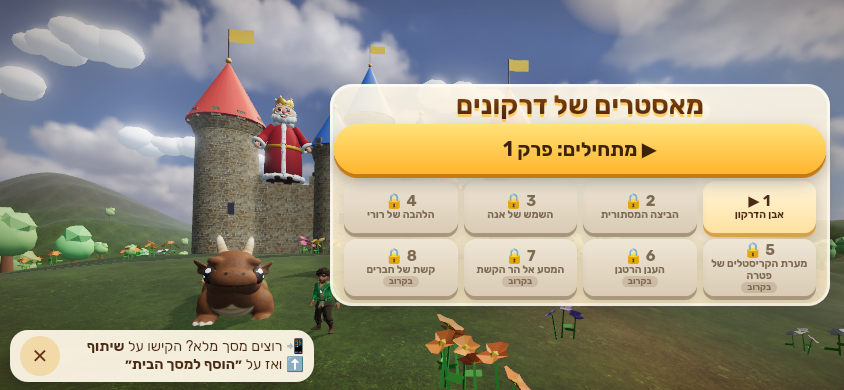 מאסטרים של דרקונים
▶ מתחילים: פרק 1
1 ▶
אבן הדרקון
2 🔒
הביצה המסתורית
3 🔒
השמש של אנה
4 🔒
הלהבה של רורי
5 🔒
מערת הקריסטלים של
פטרה
בקרוב
6 🔒
הענן הרטנן
בקרוב
7 🔒
המסע אל הר הקשת
בקרוב
8 🔒
קשת של חברים
בקרוב
📲 רוצים מסך מלא? הקישו על שיתוף
⬆️ ואז על ״הוסף למסך הבית״
✕